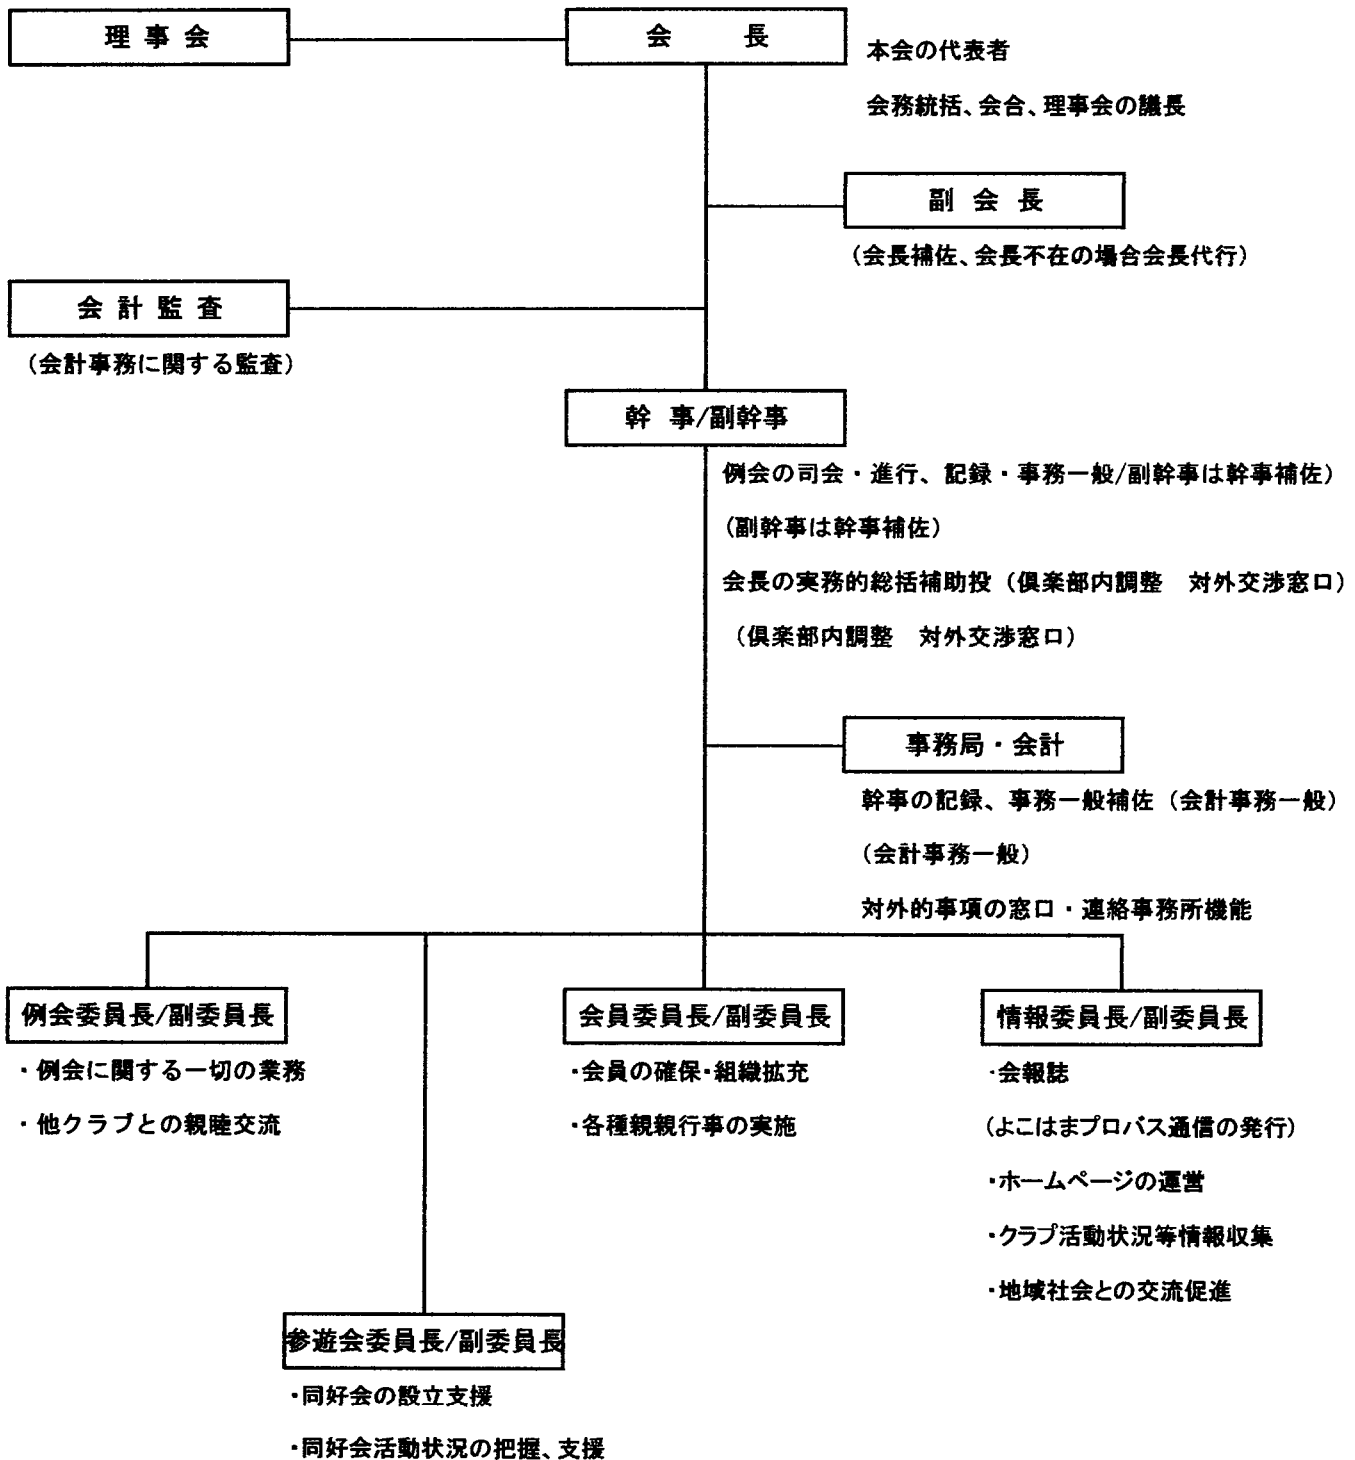 理 事 会
会 長
本会の代表者
会務統括、会合、理事会の議長
副 会 長
（会長補佐、会長不在の場合会長代行）
会 計 監 査
（会計事務に関する監査）
幹 事/副幹事
例会の司会・進行、記録・事務一般/副幹事は幹事補佐）
（副幹事は幹事補佐）
会長の実務的総括補助投（倶楽部内調整　対外交渉窓口）
（倶楽部内調整　対外交渉窓口）
事務局・会計
幹事の記録、事務一般補佐（会計事務一般）
（会計事務一般）
対外的事項の窓口・連絡事務所機能
例会委員長/副委員長
・例会に関する一切の業務
・他クラブとの親睦交流
会員委員長/副委員長
・会員の確保・組織拡充
・各種親親行事の実施
情報委員長/副委員長
・会報誌
（よこはまプロバス通信の発行）
・ホームページの運営
・クラブ活動状況等情報収集
・地域社会との交流促進
参遊会委員長/副委員長
・同好会の設立支援
・同好会活動状況の把握、支援